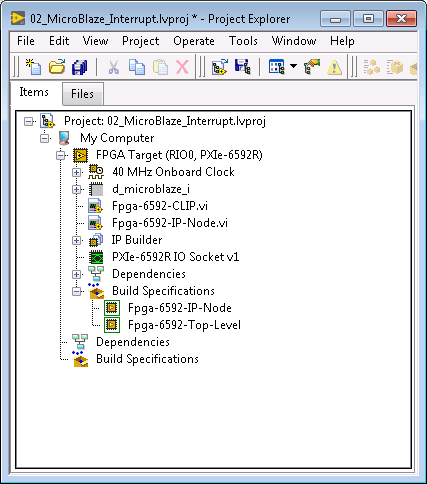 02_MicroBlaze_Interrupt.lvproj * - Project Explorer
File Edit View Project Operate Tools Window Help
Items Files
Project: 02_MicroBlaze_Interrupt.lvproj
My Computer
FPGA Target (RIO0, PXIe-6592R)
40 MHz Onboard Clock
d_microblaze_i
Fpga-6592-CLIP.vi
Fpga-6592-IP-Node.vi
IP Builder
PXIe-6592R IO Socket v1
Dependencies
Build Specifications
Fpga-6592-IP-Node
Fpga-6592-Top-Level
Dependencies
Build Specifications